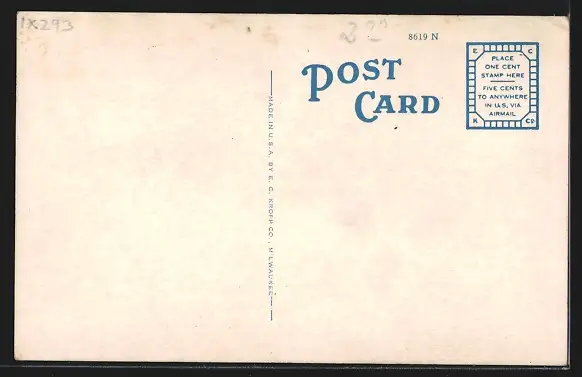 1X293
2.00
8619 N
POST
CARD
E C
PLACE
ONE CENT
STAMP HERE
FIVE CENTS
TO ANYWHERE
IN U.S. VIA
AIRMAIL
K CO.
MADE IN U.S.A. BY E. C. KROPP CO., MILWAUKEE